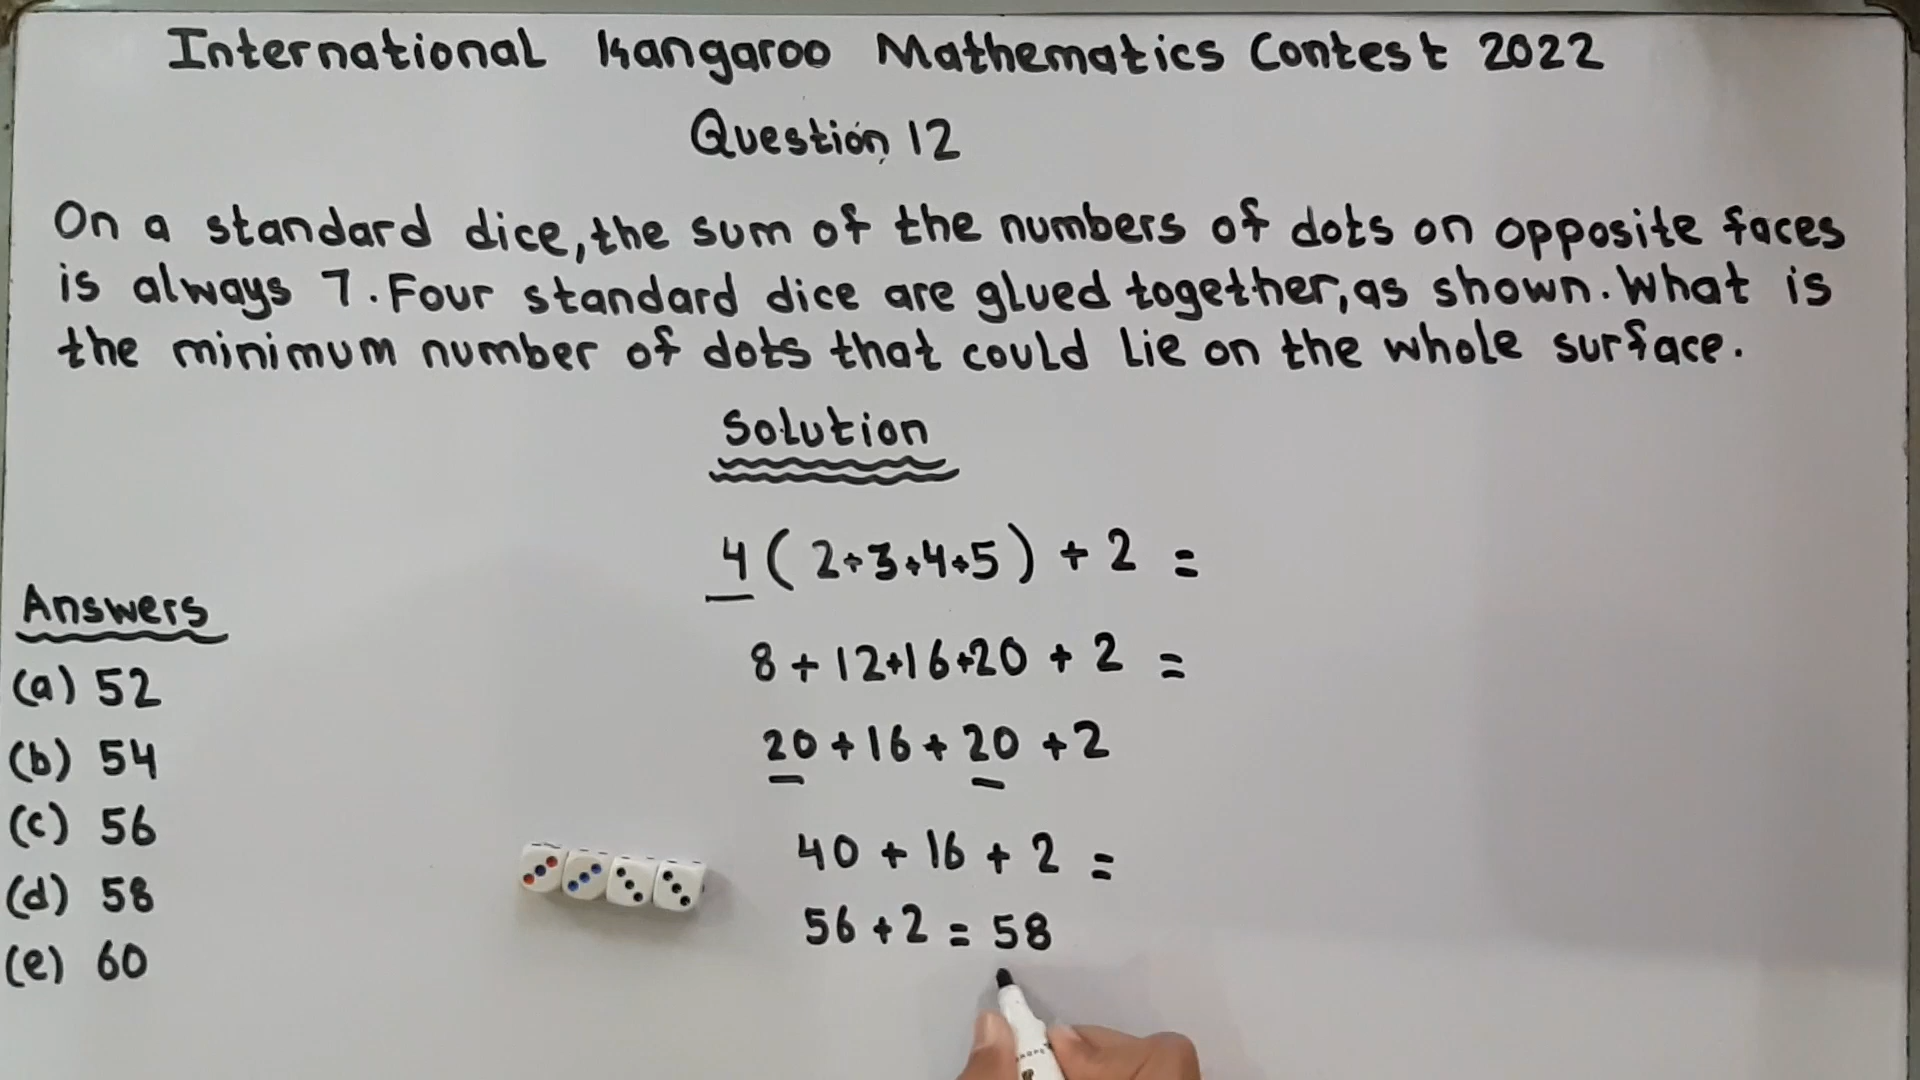 International Kangaroo Mathematics Contest 2022
Question 12
On a standard dice, the sum of the numbers of dots on opposite faces
is always 7. Four standard dice are glued together, as shown. What is
the minimum number of dots that could lie on the whole surface.
Solution
4 ( 2+3+4+5 ) + 2 =
8 + 12+16+20 + 2 =
20 + 16 + 20 + 2
40 + 16 + 2 =
56 + 2 = 58
Answers
(a) 52
(b) 54
(c) 56
(d) 58
(e) 60